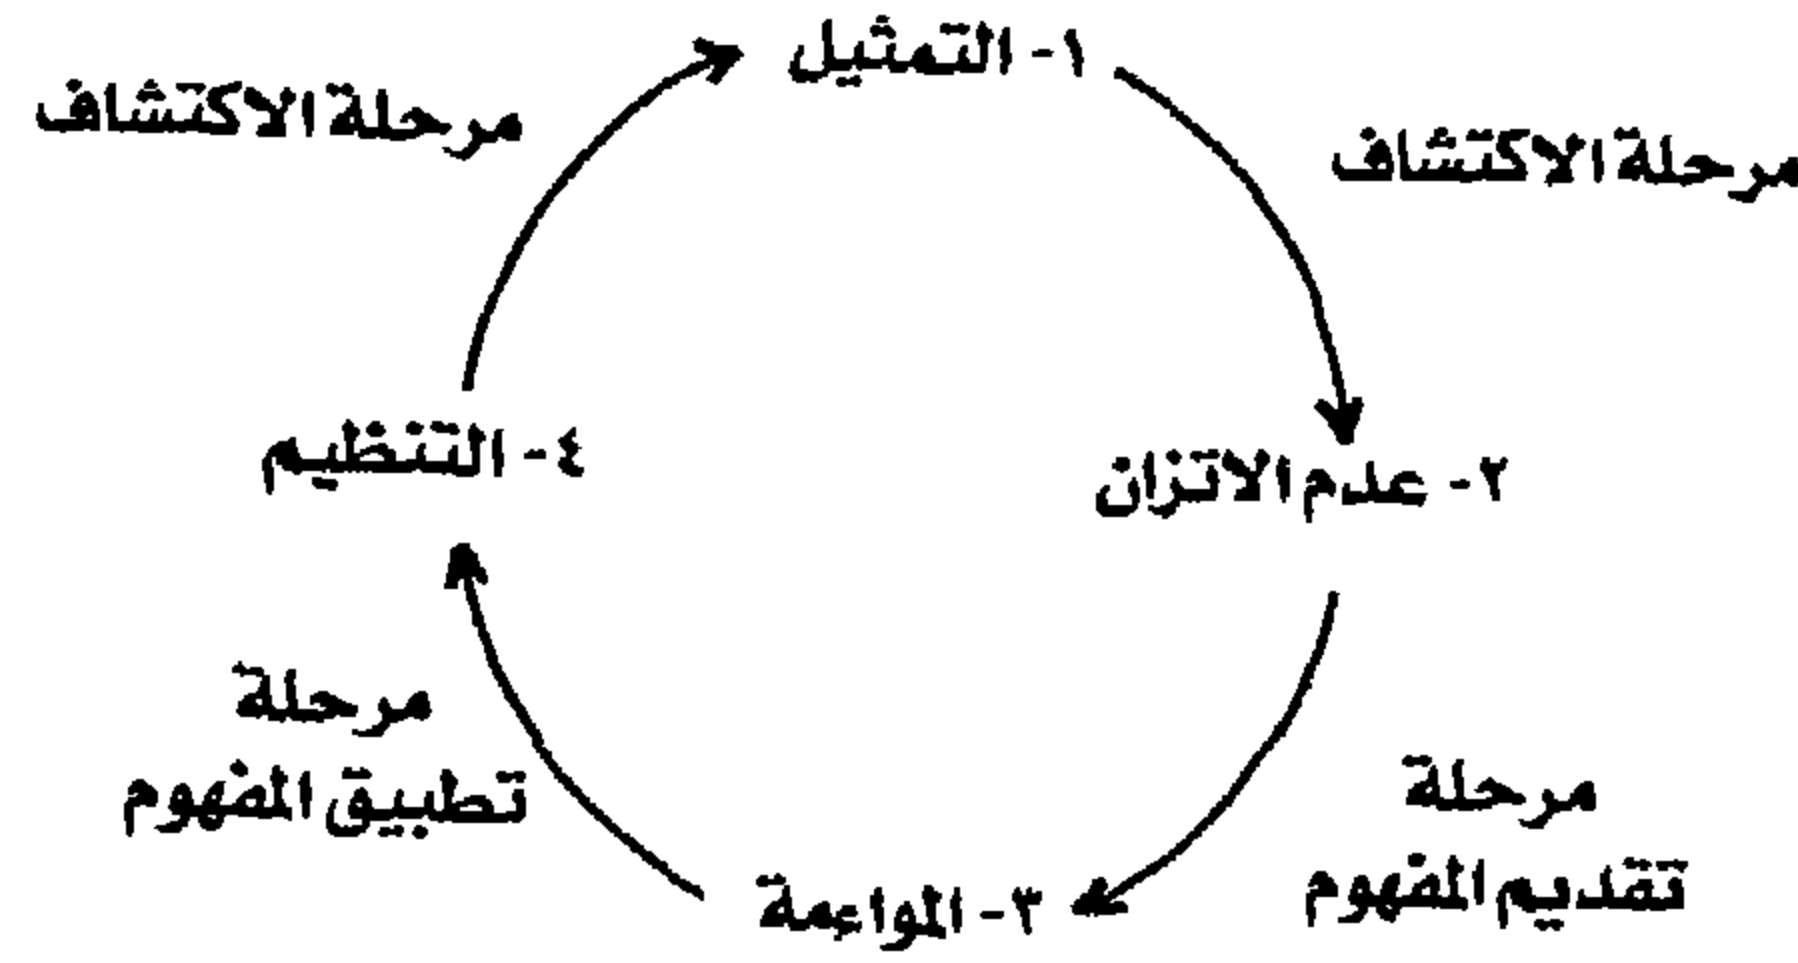 ١- التمثيل
مرحلة الاكتشاف
مرحلة الاكتشاف
٢- عدم الاتزان
٤- التنظيم
مرحلة
تقديم المفهوم
مرحلة
تطبيق المفهوم
٣- المواءمة